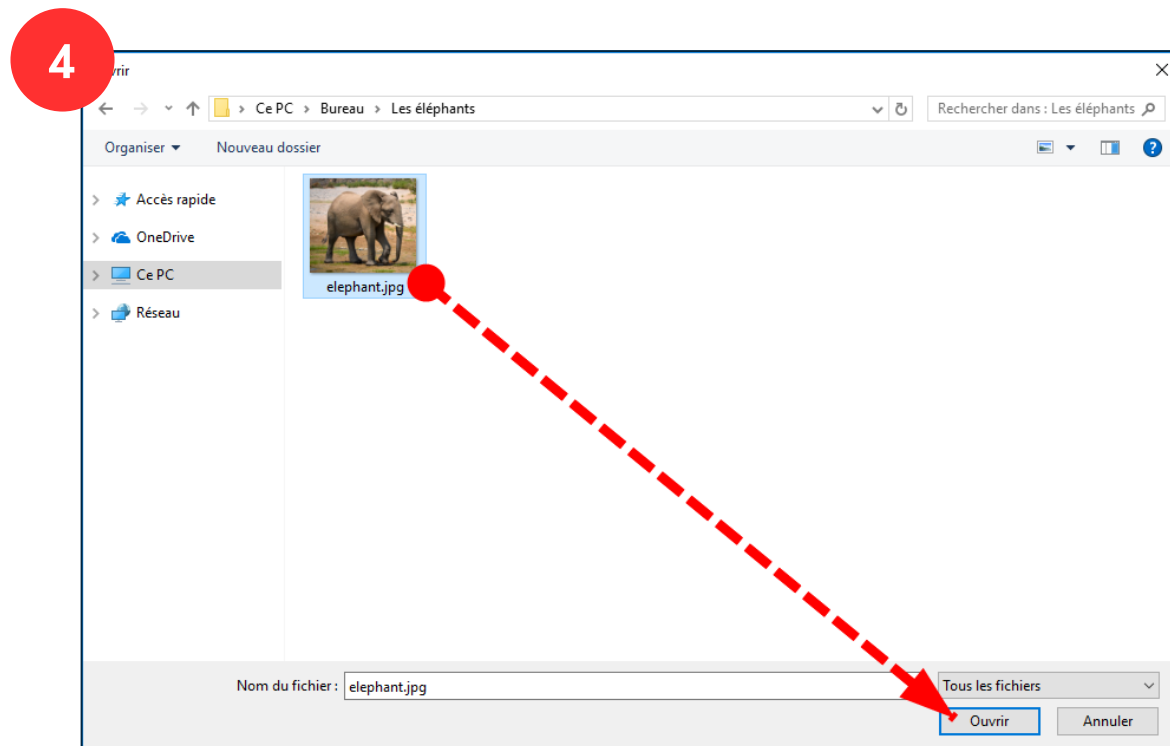 4
vrir
Ce PC > Bureau > Les éléphants
Rechercher dans : Les éléphants
Organiser
Nouveau dossier
Accès rapide
OneDrive
Ce PC
Réseau
elephant.jpg
Nom du fichier : elephant.jpg
Tous les fichiers
Ouvrir
Annuler